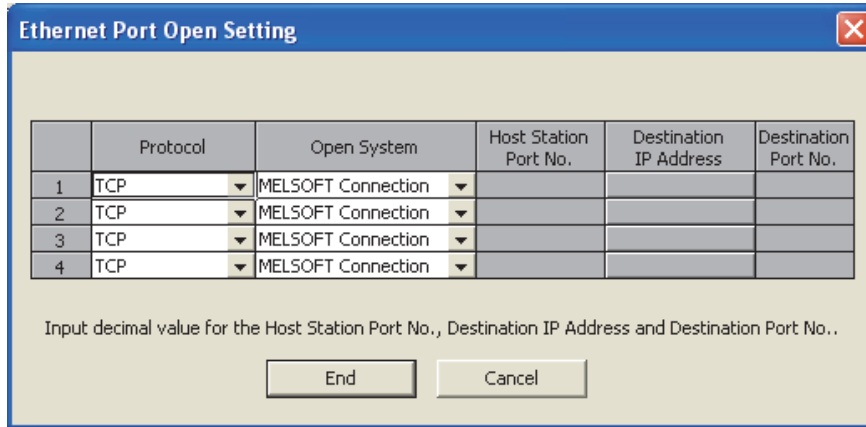 Ethernet Port Open Setting
Protocol Open System Host Station Port No. Destination IP Address Destination Port No.
1 TCP MELSOFT Connection
2 TCP MELSOFT Connection
3 TCP MELSOFT Connection
4 TCP MELSOFT Connection
Input decimal value for the Host Station Port No., Destination IP Address and Destination Port No..
End Cancel